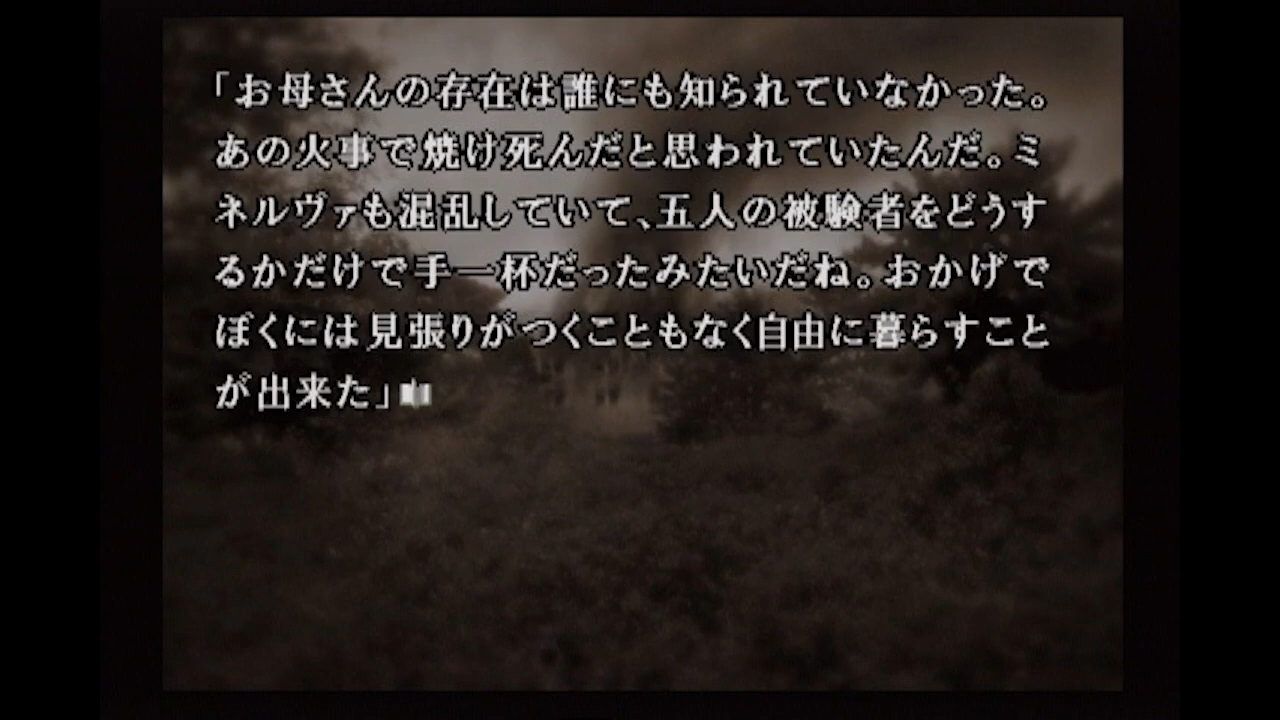 「お母さんの存在は誰にも知られていなかった。
あの火事で焼け死んだと思われていたんだ。ミ
ネルヴァも混乱していて、五人の被験者をどうす
るかだけで手一杯だったみたいだね。おかげで
ぼくには見張りがつくこともなく自由に暮らすこと
が出来た」